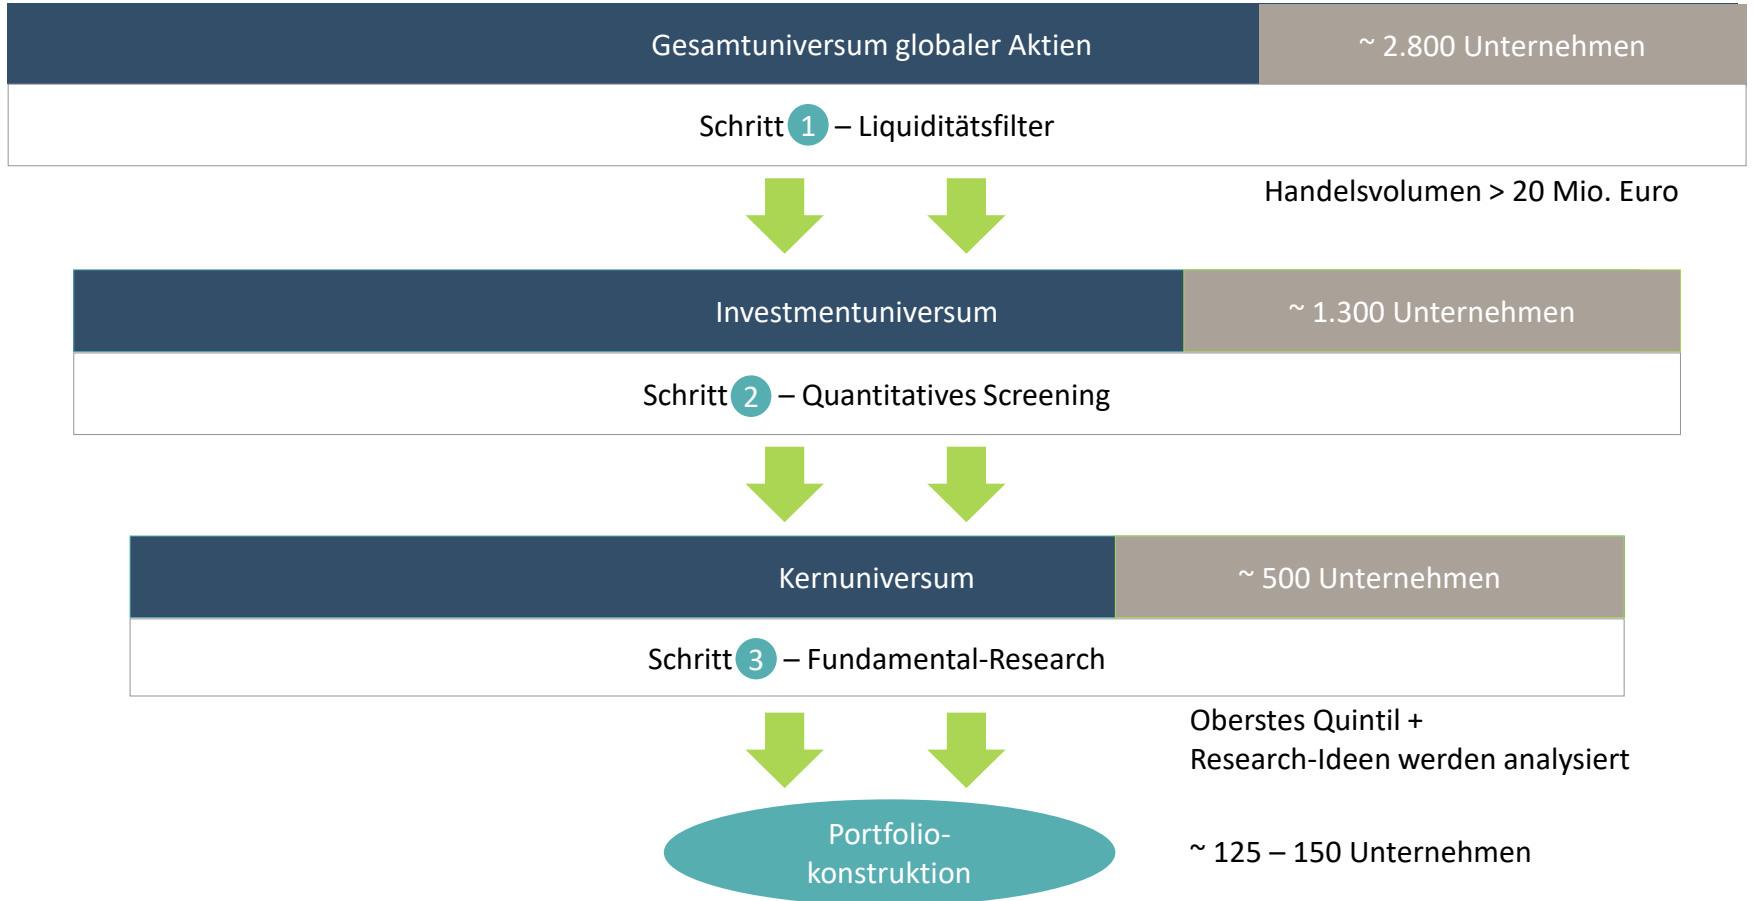 Gesamtuniversum globaler Aktien ~ 2.800 Unternehmen
Schritt 1 – Liquiditätsfilter
Handelsvolumen > 20 Mio. Euro
Investmentuniversum ~ 1.300 Unternehmen
Schritt 2 – Quantitatives Screening
Kernuniversum ~ 500 Unternehmen
Schritt 3 – Fundamental-Research
Oberstes Quintil +
Research-Ideen werden analysiert
Portfolio-
konstruktion
~ 125 – 150 Unternehmen